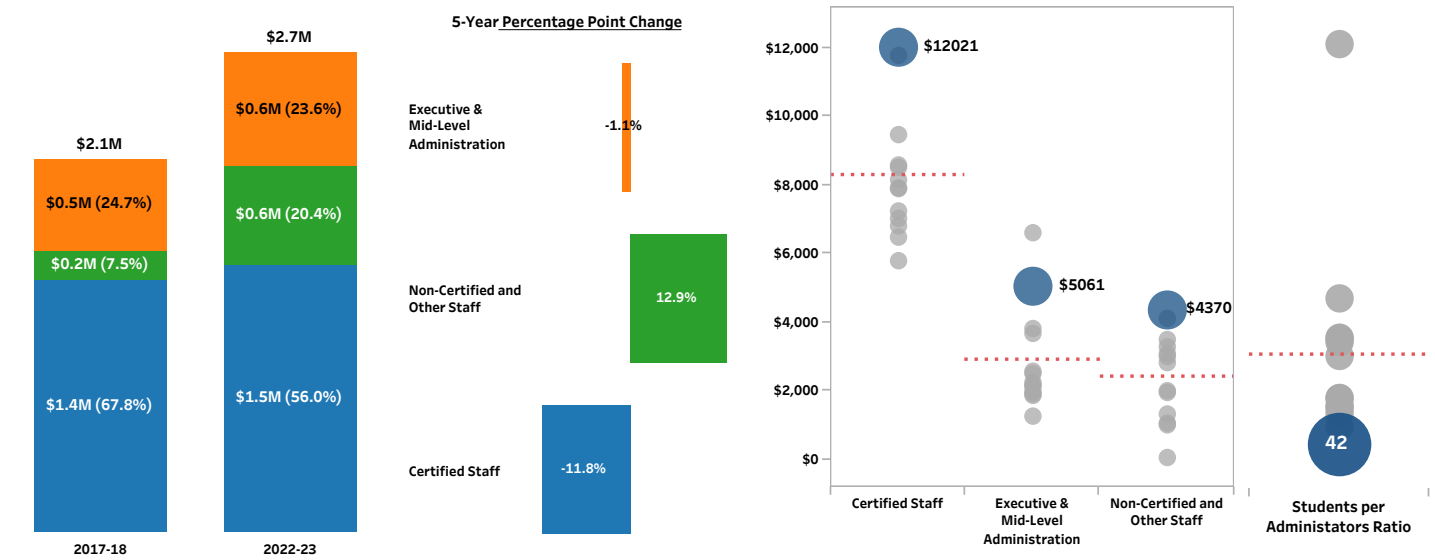 $2.1M
$0.5M (24.7%)
$0.2M (7.5%)
$1.4M (67.8%)
2017-18
$2.7M
$0.6M (23.6%)
$0.6M (20.4%)
$1.5M (56.0%)
2022-23
5-Year Percentage Point Change
Executive &
Mid-Level
Administration
-1.1%
Non-Certified and
Other Staff
12.9%
Certified Staff
-11.8%
$12,000
$10,000
$8,000
$6,000
$4,000
$2,000
$0
$12021
$5061
$4370
Certified Staff
Executive &
Mid-Level
Administration
Non-Certified and
Other Staff
42
Students per
Administators Ratio